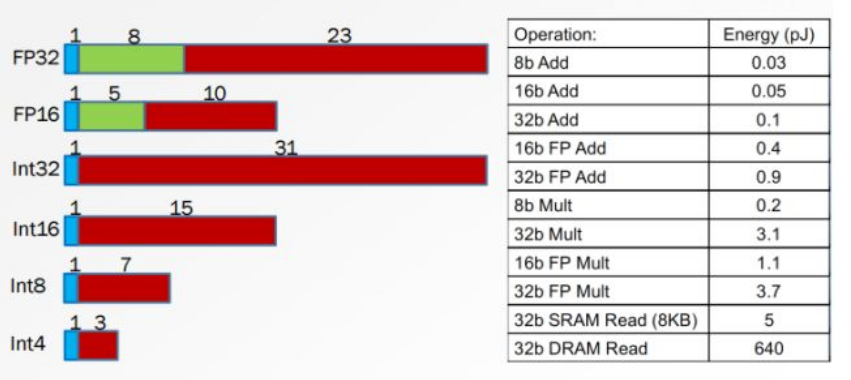 1 8 23
FP32
1 5 10
FP16
1 31
Int32
1 15
Int16
1 7
Int8
1 3
Int4
Operation: Energy (pJ)
8b Add 0.03
16b Add 0.05
32b Add 0.1
16b FP Add 0.4
32b FP Add 0.9
8b Mult 0.2
32b Mult 3.1
16b FP Mult 1.1
32b FP Mult 3.7
32b SRAM Read (8KB) 5
32b DRAM Read 640